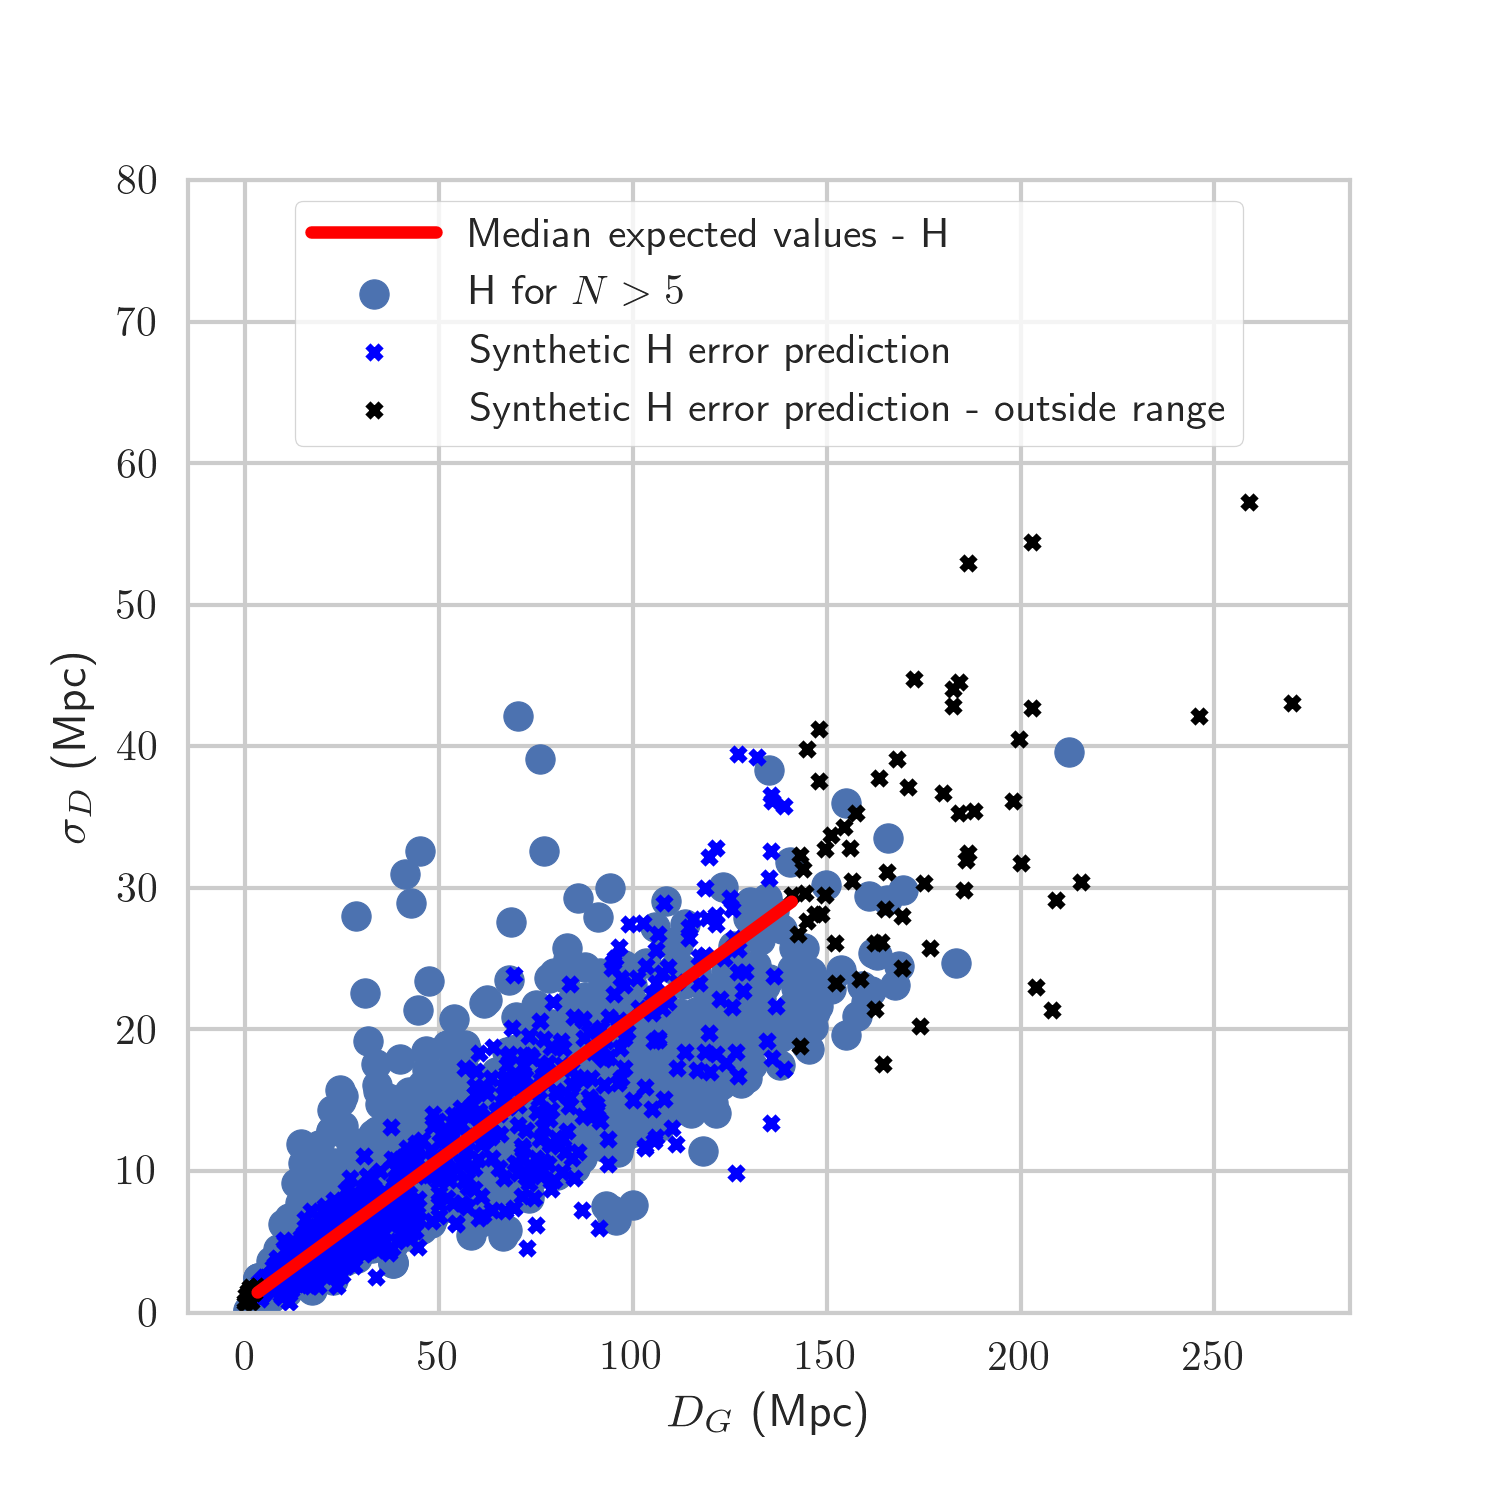 Median expected values - H
H for N > 5
Synthetic H error prediction
Synthetic H error prediction - outside range
80
70
60
50
40
30
20
10
0
σ_D (Mpc)
0 50 100 150 200 250
D_G (Mpc)